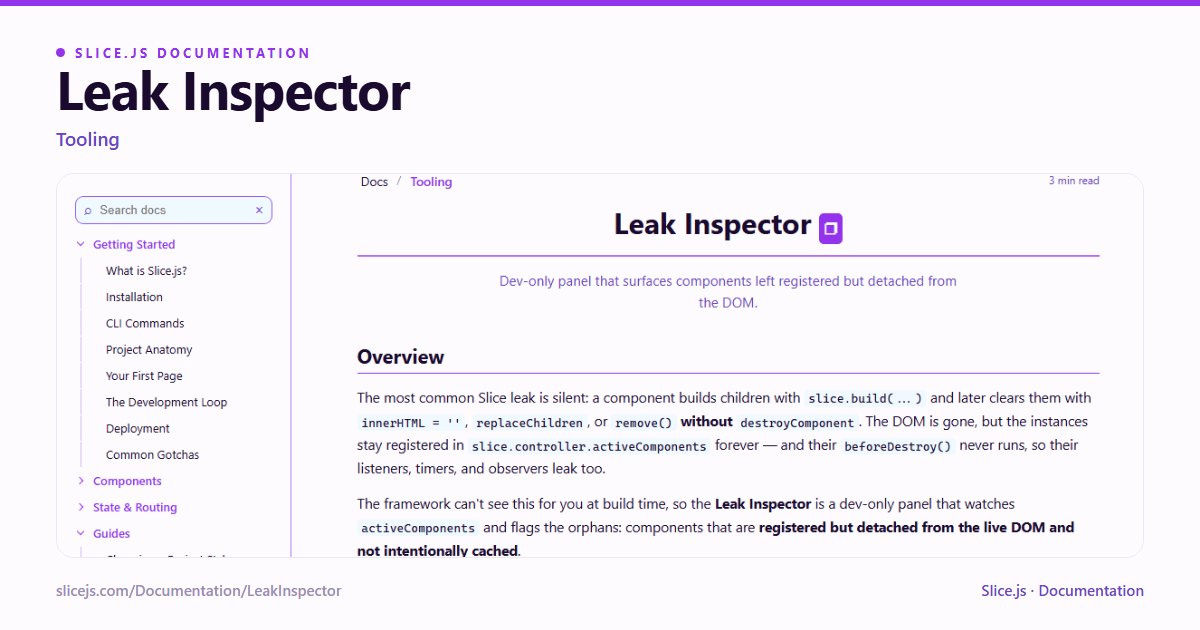 SLICE.JS DOCUMENTATION
Leak Inspector
Tooling
Search docs
Getting Started
What is Slice.js?
Installation
CLI Commands
Project Anatomy
Your First Page
The Development Loop
Deployment
Common Gotchas
Components
State & Routing
Guides
Docs / Tooling
3 min read
Leak Inspector
Dev-only panel that surfaces components left registered but detached from
the DOM.
Overview
The most common Slice leak is silent: a component builds children with slice.build(...) and later clears them with
innerHTML = '', replaceChildren, or remove() without destroyComponent. The DOM is gone, but the instances
stay registered in slice.controller.activeComponents forever — and their beforeDestroy() never runs, so their
listeners, timers, and observers leak too.
The framework can't see this for you at build time, so the Leak Inspector is a dev-only panel that watches
activeComponents and flags the orphans: components that are registered but detached from the live DOM and
not intentionally cached.
slicejs.com/Documentation/LeakInspector
Slice.js · Documentation